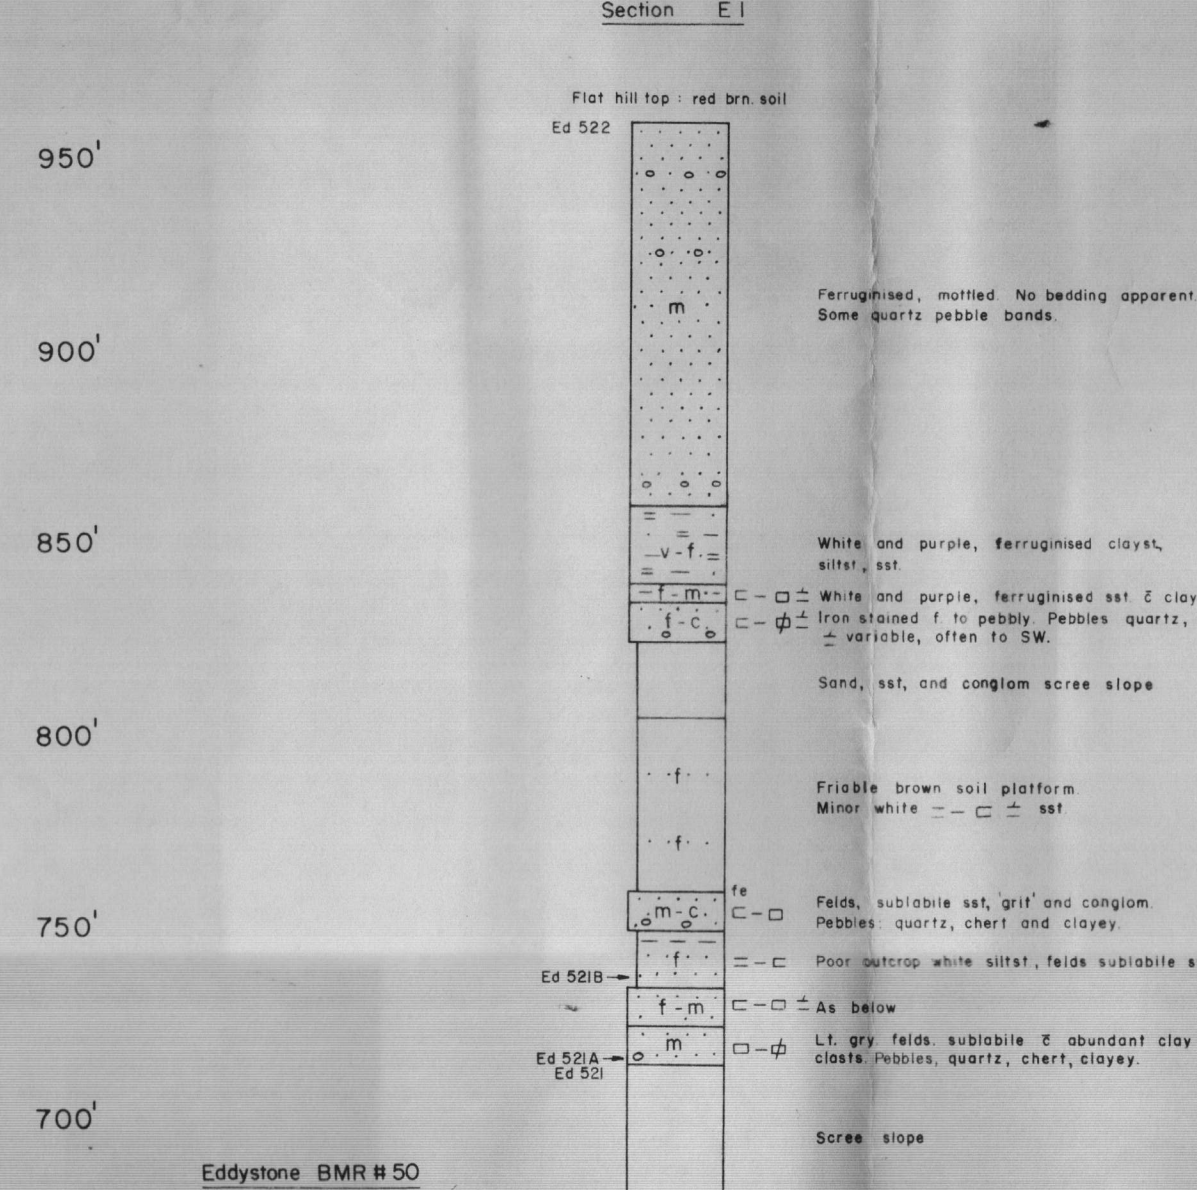 Section E I
Flat hill top : red brn. soil
Ed 522
950'
m
Ferruginised, mottled. No bedding apparent.
Some quartz pebble bands.
900'
850'
v-f
White and purple, ferruginised clayst,
siltst, sst.
f-m
White and purple, ferruginised sst. c̄ clay
f-c
Iron stained f. to pebbly. Pebbles quartz,
variable, often to SW.
Sand, sst, and conglom scree slope
800'
f
Friable brown soil platform.
Minor white sst.
f
fe
m-c
Felds, sublabile sst, 'grit' and conglom.
Pebbles: quartz, chert and clayey.
750'
f
Poor outcrop white siltst, felds sublabile s
Ed 521B
f-m
As below
m
Lt. gry. felds. sublabile c̄ abundant clay
clasts. Pebbles, quartz, chert, clayey.
Ed 521A
Ed 521
700'
Scree slope
Eddystone BMR # 50